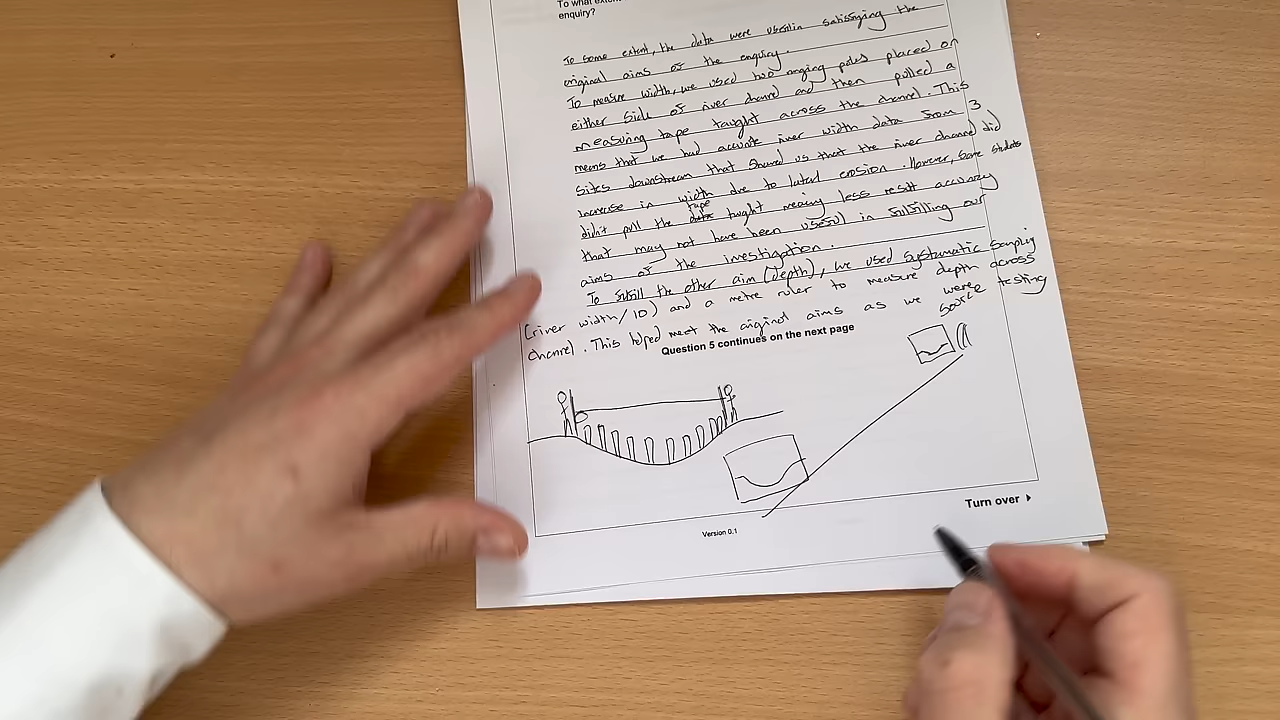 To what extent
enquiry?
To some extent, the data were useful in satisfying the
original aims of the enquiry.
To measure width, we used two ranging poles placed on
either side of river channel and then pulled a
measuring tape taught across the channel. This
means that we had accurate river width data from 3
sites downstream that showed us that the river channel did
increase in width due to lateral erosion. However, some students
didn't pull the tape taught meaning less result accuracy
that may not have been useful in fulfilling our
aims of the investigation.
To fulfill the other aim (depth), we used systematic sampling
(river width/10) and a metre ruler to measure depth across
channel. This helped meet the original aims as we were testing
source
Question 5 continues on the next page
Turn over
Version 0.1